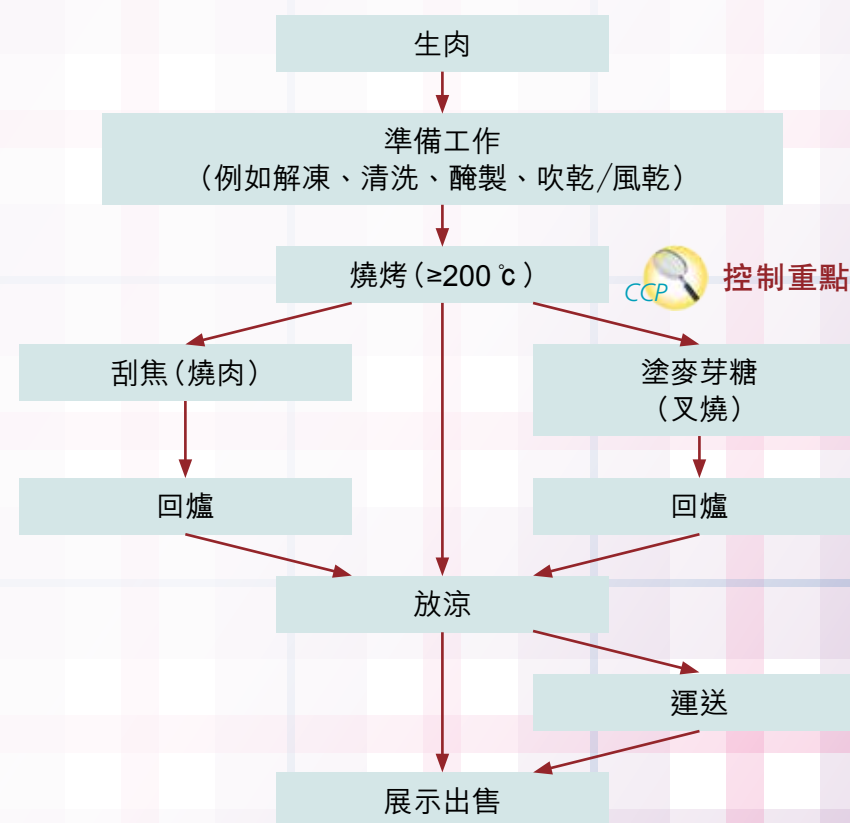 生肉
準備工作
（例如解凍、清洗、醃製、吹乾/風乾）
燒烤（≥200℃）
CCP
控制重點
刮焦（燒肉）
塗麥芽糖
（叉燒）
回爐
回爐
放涼
運送
展示出售